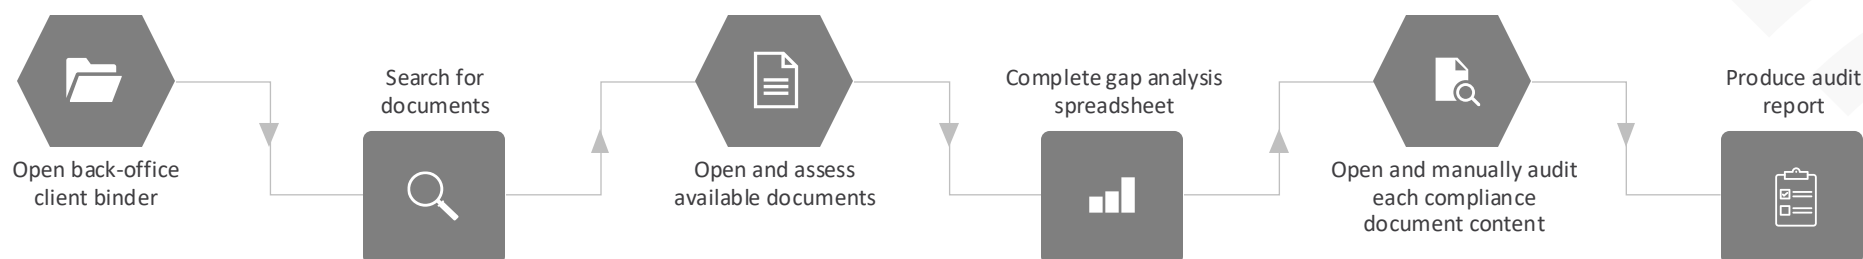 Open back-office
client binder
Search for
documents
Open and assess
available documents
Complete gap analysis
spreadsheet
Open and manually audit
each compliance
document content
Produce audit
report